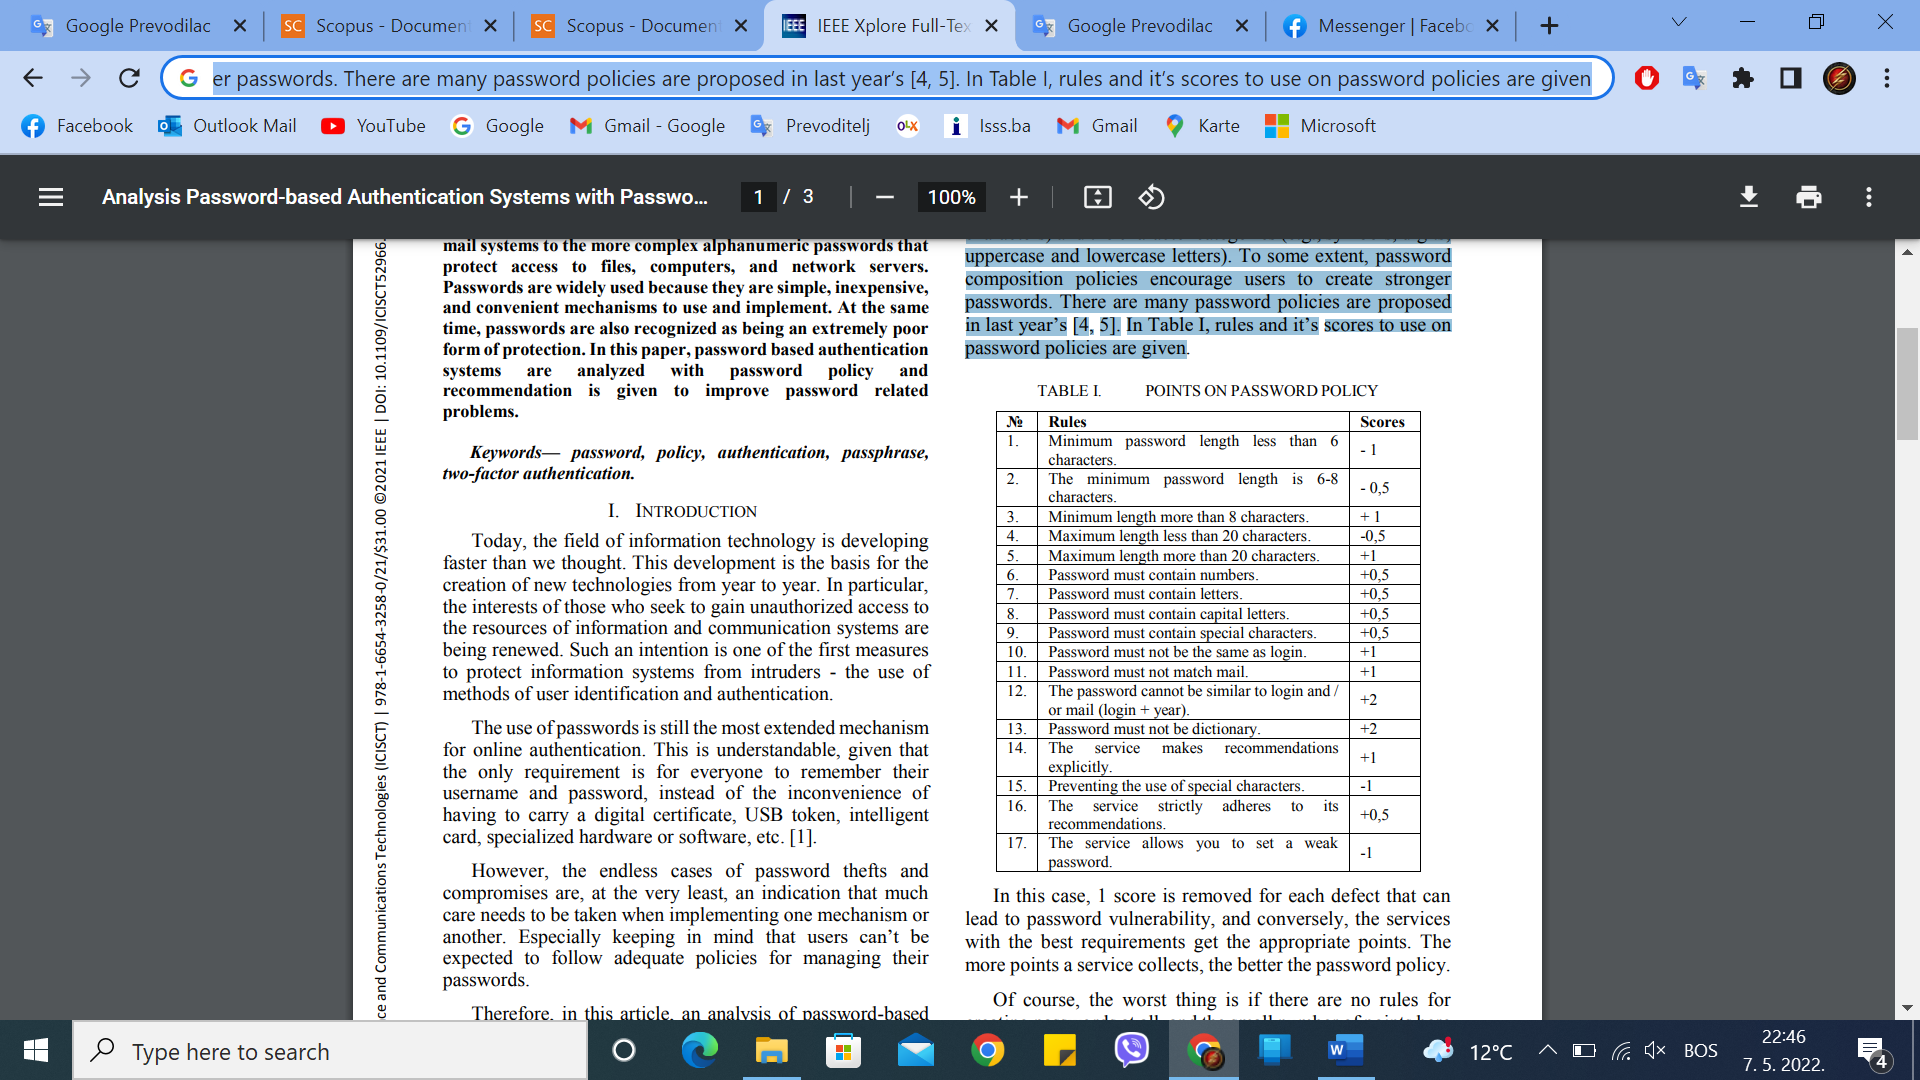 Google Prevodilac
Scopus - Document
Scopus - Document
IEEE Xplore Full-Tex
Google Prevodilac
Messenger | Facebo
er passwords. There are many password policies are proposed in last year's [4, 5]. In Table I, rules and it's scores to use on password policies are given
Facebook
Outlook Mail
YouTube
Google
Gmail - Google
Prevoditelj
OLX
Isss.ba
Gmail
Karte
Microsoft
Analysis Password-based Authentication Systems with Passwo...
1 / 3
100%
ce and Communications Technologies (ICISCT) | 978-1-6654-3258-0/21/$31.00 ©2021 IEEE | DOI: 10.1109/ICISCT52966.
mail systems to the more complex alphanumeric passwords that
protect access to files, computers, and network servers.
Passwords are widely used because they are simple, inexpensive,
and convenient mechanisms to use and implement. At the same
time, passwords are also recognized as being an extremely poor
form of protection. In this paper, password based authentication
systems are analyzed with password policy and
recommendation is given to improve password related
problems.
Keywords— password, policy, authentication, passphrase,
two-factor authentication.
I. INTRODUCTION
Today, the field of information technology is developing
faster than we thought. This development is the basis for the
creation of new technologies from year to year. In particular,
the interests of those who seek to gain unauthorized access to
the resources of information and communication systems are
being renewed. Such an intention is one of the first measures
to protect information systems from intruders - the use of
methods of user identification and authentication.
The use of passwords is still the most extended mechanism
for online authentication. This is understandable, given that
the only requirement is for everyone to remember their
username and password, instead of the inconvenience of
having to carry a digital certificate, USB token, intelligent
card, specialized hardware or software, etc. [1].
However, the endless cases of password thefts and
compromises are, at the very least, an indication that much
care needs to be taken when implementing one mechanism or
another. Especially keeping in mind that users can't be
expected to follow adequate policies for managing their
passwords.
Therefore, in this article, an analysis of password-based
uppercase and lowercase letters). To some extent, password
composition policies encourage users to create stronger
passwords. There are many password policies are proposed
in last year's [4, 5]. In Table I, rules and it's scores to use on
password policies are given.
TABLE I. POINTS ON PASSWORD POLICY
№ Rules Scores
1. Minimum password length less than 6
characters. - 1
2. The minimum password length is 6-8
characters. - 0,5
3. Minimum length more than 8 characters. + 1
4. Maximum length less than 20 characters. -0,5
5. Maximum length more than 20 characters. +1
6. Password must contain numbers. +0,5
7. Password must contain letters. +0,5
8. Password must contain capital letters. +0,5
9. Password must contain special characters. +0,5
10. Password must not be the same as login. +1
11. Password must not match mail. +1
12. The password cannot be similar to login and /
or mail (login + year). +2
13. Password must not be dictionary. +2
14. The service makes recommendations
explicitly. +1
15. Preventing the use of special characters. -1
16. The service strictly adheres to its
recommendations. +0,5
17. The service allows you to set a weak
password. -1
In this case, 1 score is removed for each defect that can
lead to password vulnerability, and conversely, the services
with the best requirements get the appropriate points. The
more points a service collects, the better the password policy.
Of course, the worst thing is if there are no rules for
Type here to search
12°C
BOS
22:46
7. 5. 2022.
4